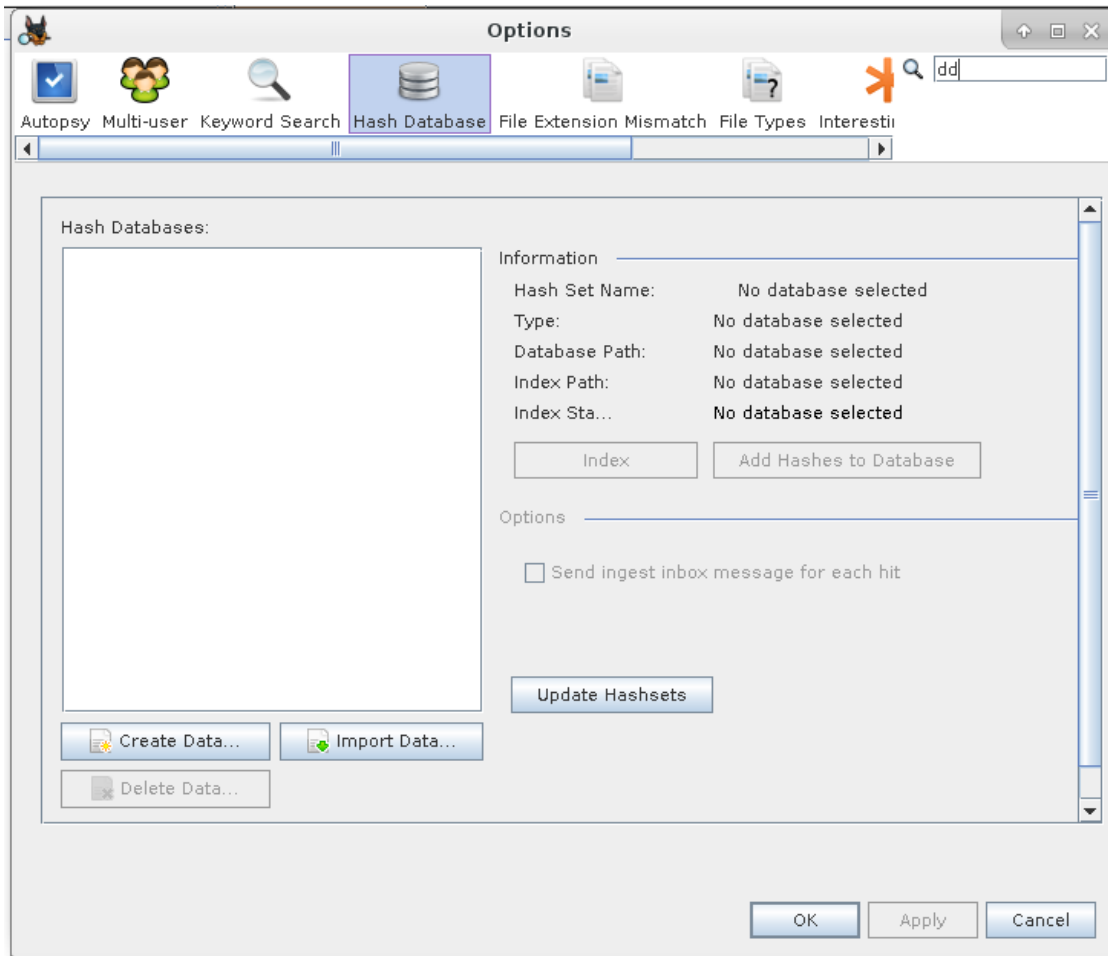 Options
dd
Autopsy Multi-user Keyword Search Hash Database File Extension Mismatch File Types Interestin
Hash Databases:
Information
Hash Set Name: No database selected
Type: No database selected
Database Path: No database selected
Index Path: No database selected
Index Sta... No database selected
Index Add Hashes to Database
Options
Send ingest inbox message for each hit
Update Hashsets
Create Data... Import Data...
Delete Data...
OK Apply Cancel